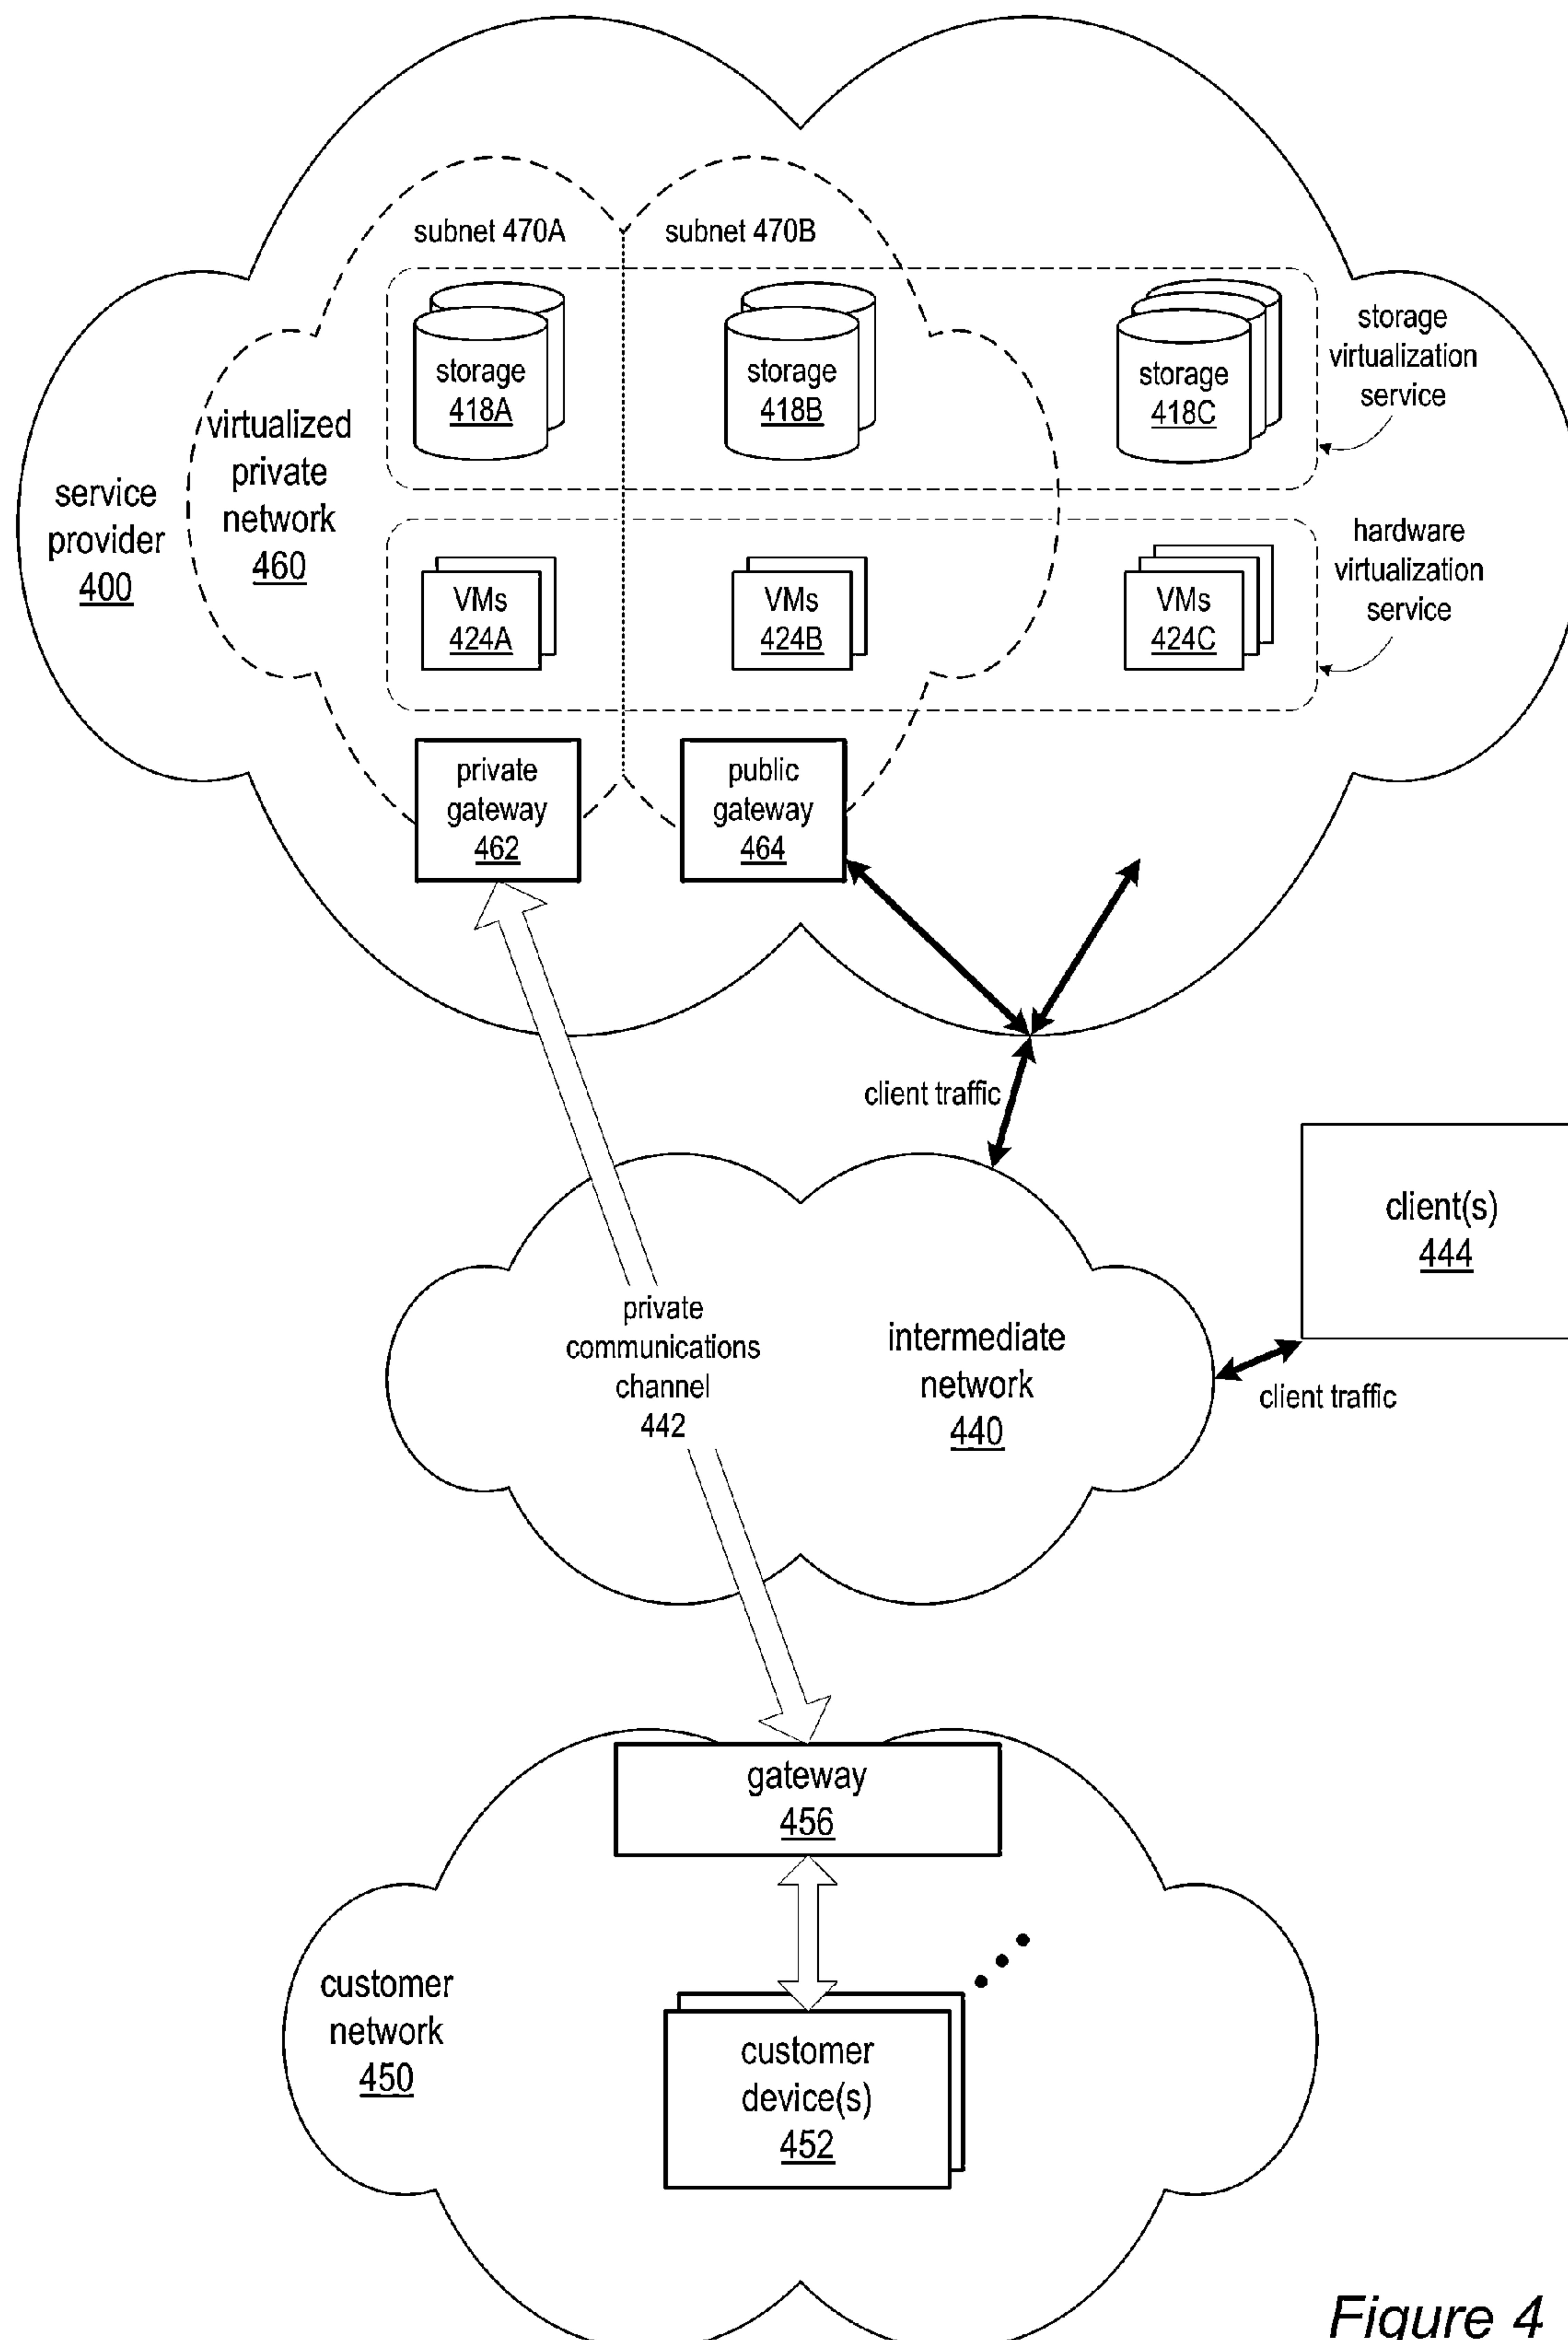 subnet 470A
subnet 470B
storage
418A
storage
418B
storage
418C
storage
virtualization
service
service
provider
400
virtualized
private
network
460
VMs
424A
VMs
424B
VMs
424C
hardware
virtualization
service
private
gateway
462
public
gateway
464
client traffic
client(s)
444
private
communications
channel
442
intermediate
network
440
client traffic
gateway
456
customer
network
450
customer
device(s)
452
Figure 4